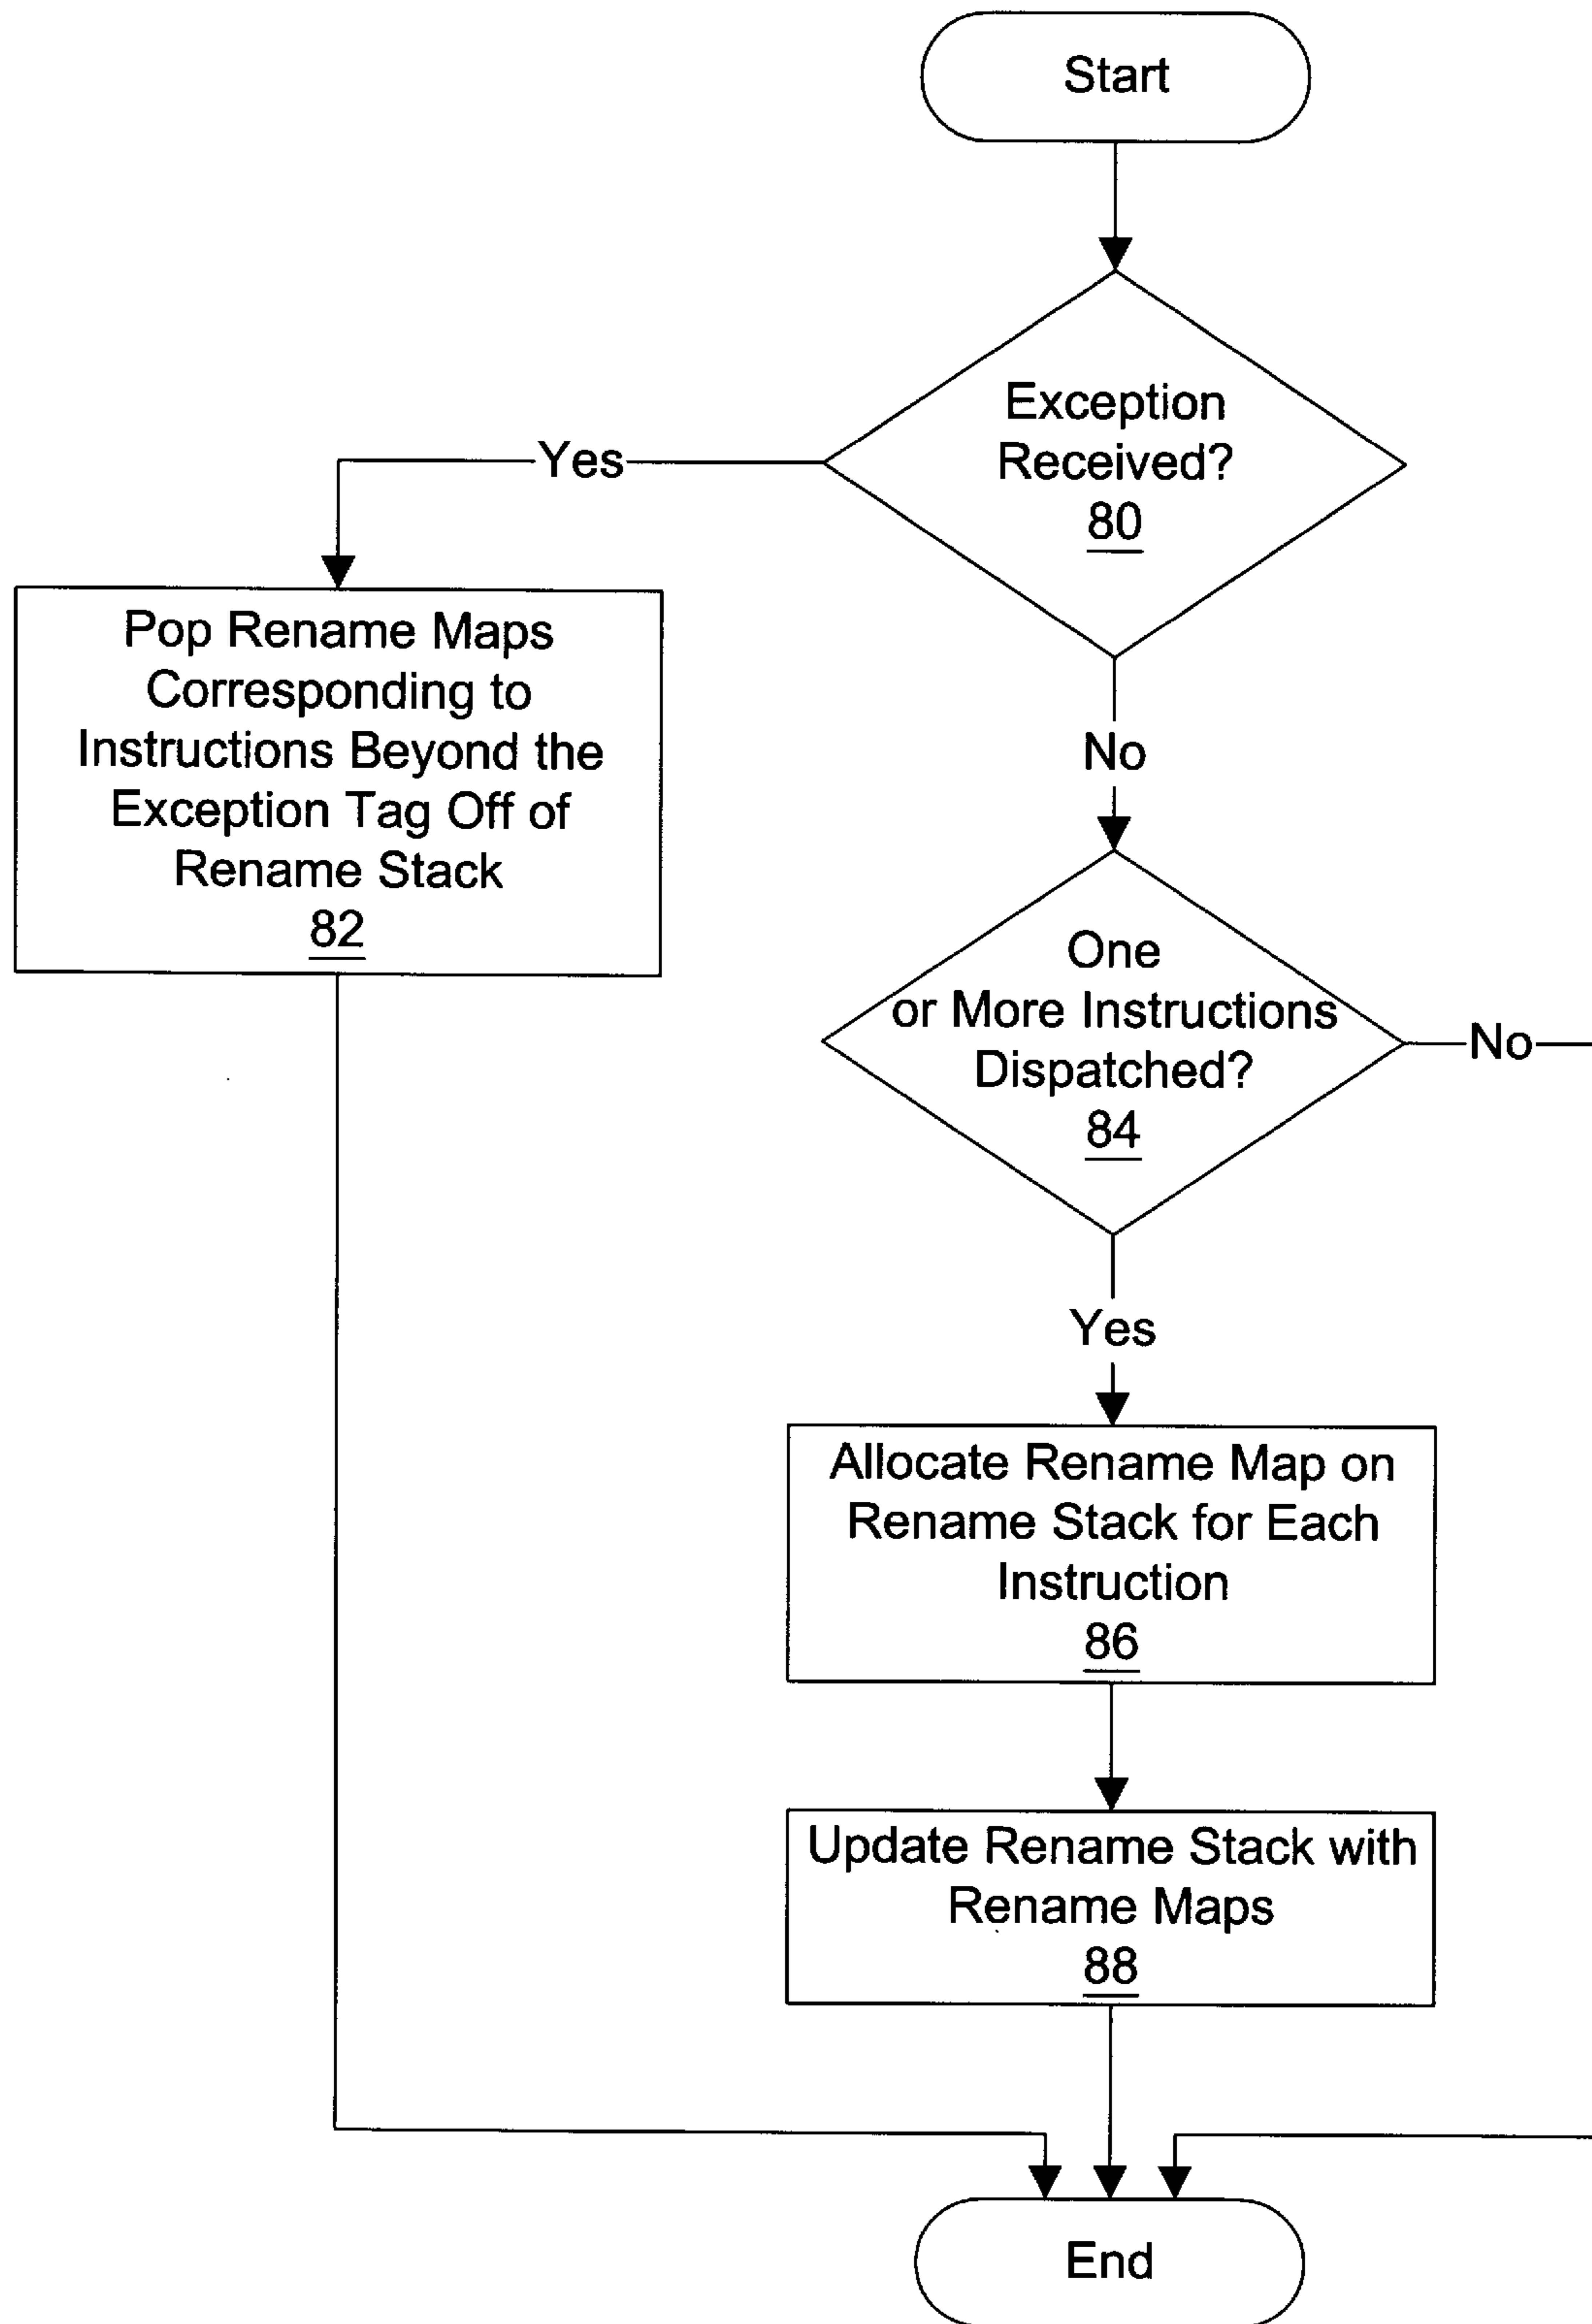 Start
Exception
Received?
80
Yes
Pop Rename Maps
Corresponding to
Instructions Beyond the
Exception Tag Off of
Rename Stack
82
No
One
or More Instructions
Dispatched?
84
No
Yes
Allocate Rename Map on
Rename Stack for Each
Instruction
86
Update Rename Stack with
Rename Maps
88
End